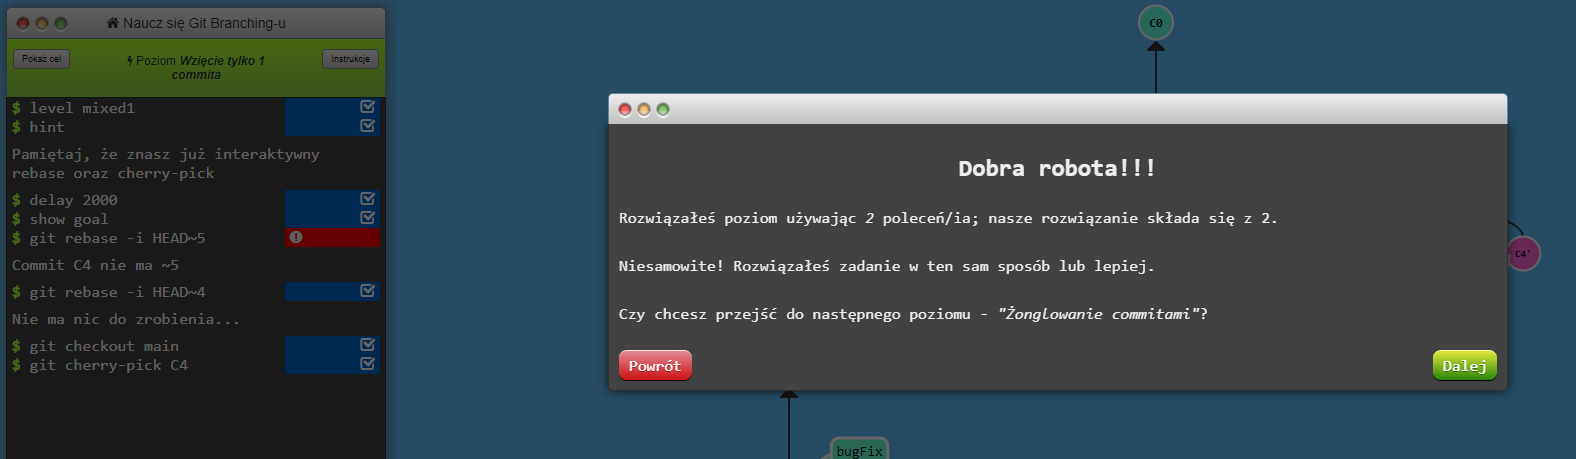 Naucz się Git Branching-u
Pokaż cel
Poziom Wzięcie tylko 1
commita
Instrukcje
$ level mixed1
$ hint
Pamiętaj, że znasz już interaktywny
rebase oraz cherry-pick
$ delay 2000
$ show goal
$ git rebase -i HEAD~5
Commit C4 nie ma ~5
$ git rebase -i HEAD~4
Nie ma nic do zrobienia...
$ git checkout main
$ git cherry-pick C4
C0
Dobra robota!!!
Rozwiązałeś poziom używając 2 poleceń/ia; nasze rozwiązanie składa się z 2.
Niesamowite! Rozwiązałeś zadanie w ten sam sposób lub lepiej.
Czy chcesz przejść do następnego poziomu - "Żonglowanie commitami"?
Powrót
Dalej
C4'
bugFix